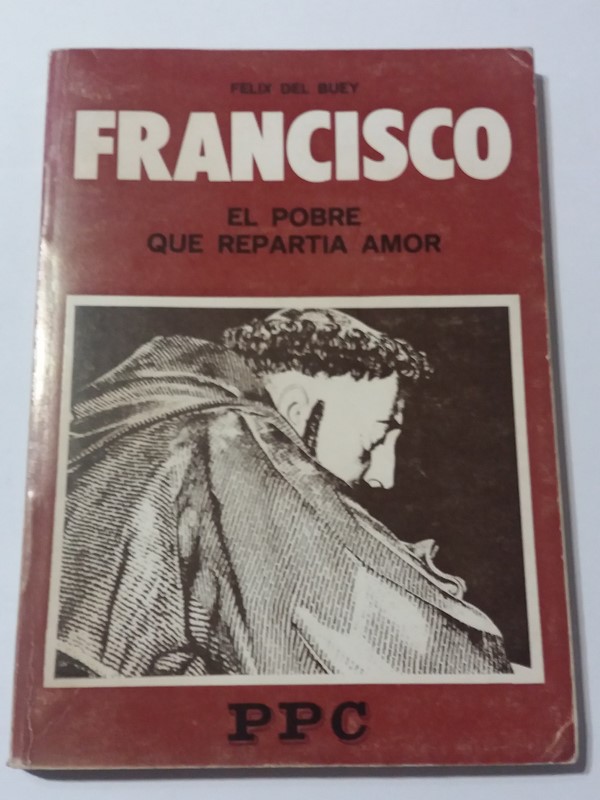 FELIX DEL BUEY
FRANCISCO
EL POBRE
QUE REPARTIA AMOR
PPC